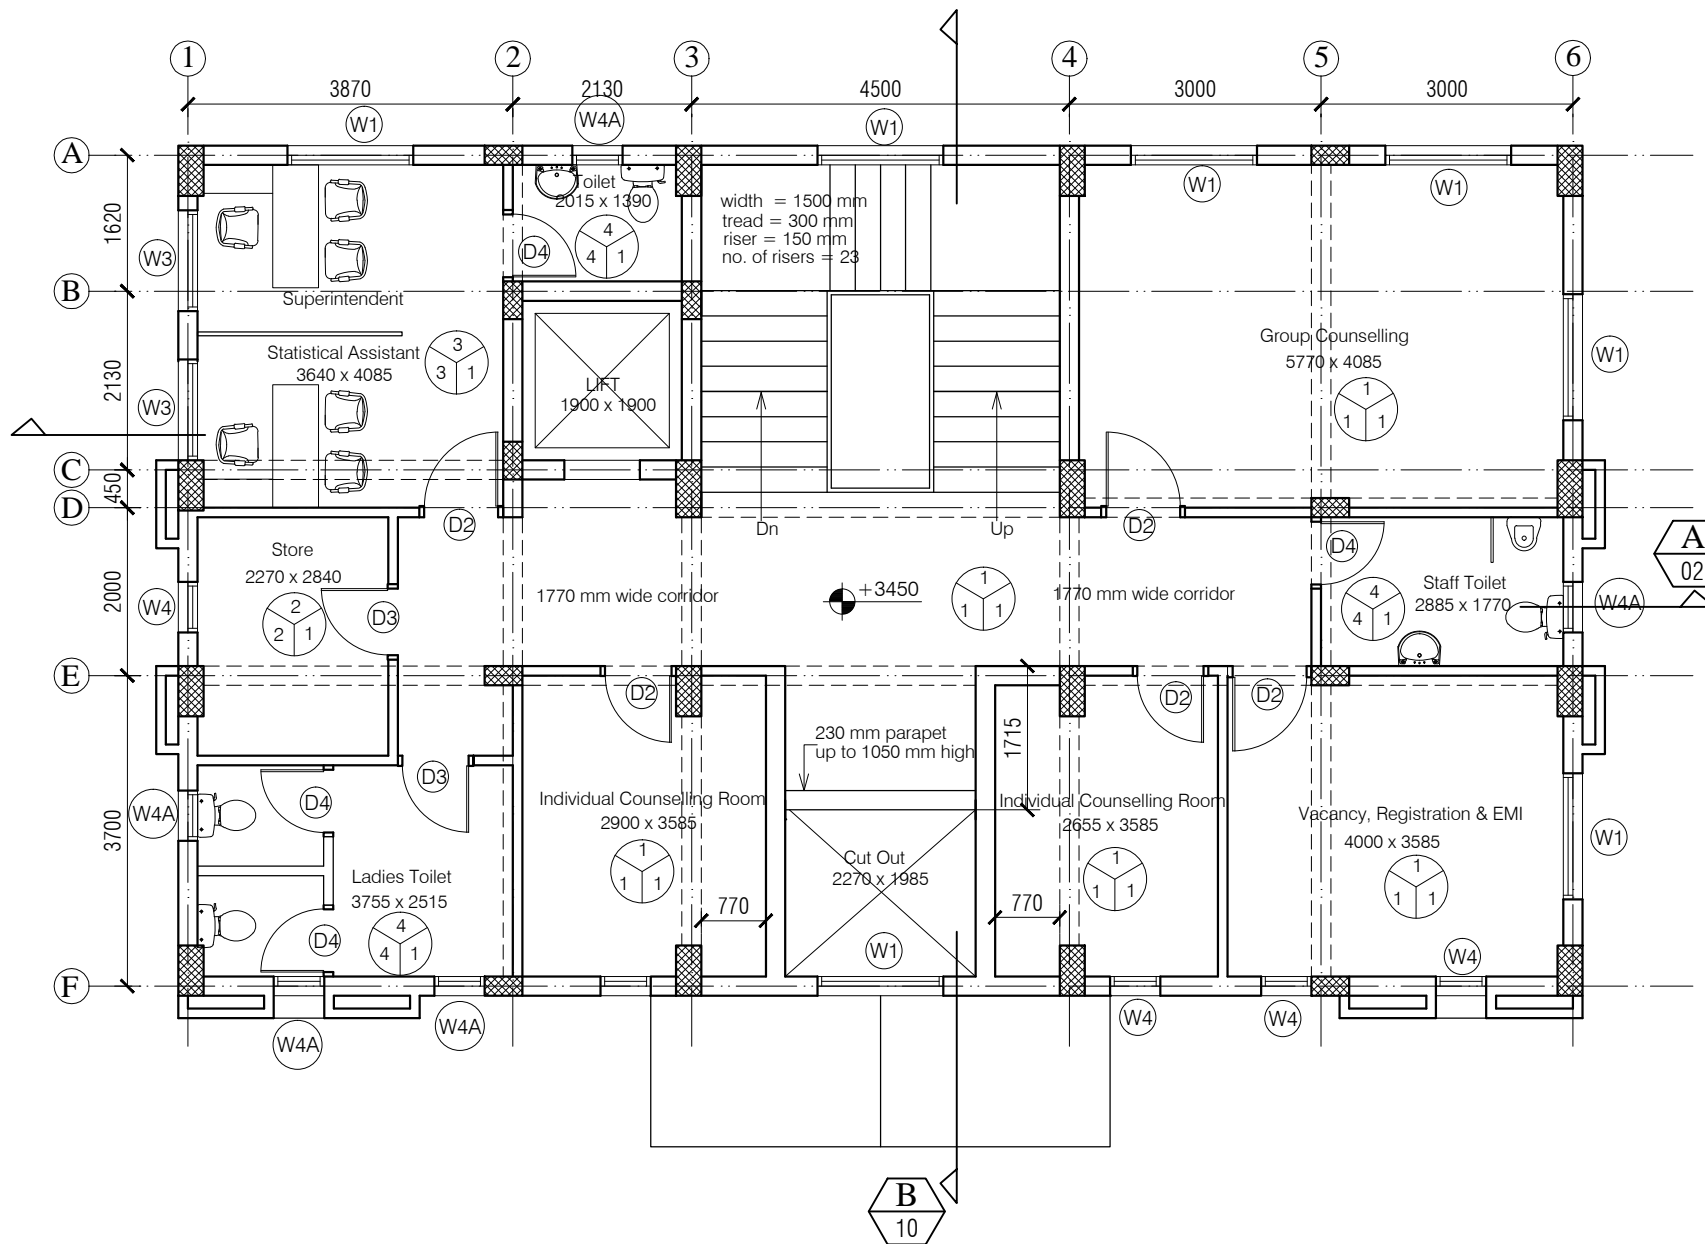 1 2 3 4 5 6
3870 2130 4500 3000 3000
W1 W4A W1 W1 W1
A
Toilet
2015 x 1390
4
4 1
D4
width = 1500 mm
tread = 300 mm
riser = 150 mm
no. of risers = 23
1620
W3
B
Superintendent
Statistical Assistant
3640 x 4085
3
3 1
LIFT
1900 x 1900
Group Counselling
5770 x 4085
1
1 1
W1
2130
W3
C
450
D
D2
Dn
Up
D2
D4
Store
2270 x 2840
2
2 1
D3
2000
W4
1770 mm wide corridor
+3450
1
1 1
1770 mm wide corridor
Staff Toilet
2885 x 1770
4
4 1
W4A
A
02
E
D2
D2
D2
1715
230 mm parapet
up to 1050 mm high
D3
D4
W4A
3700
Individual Counselling Room
2900 x 3585
1
1 1
Individual Counselling Room
2655 x 3585
1
1 1
Vacancy, Registration & EMI
4000 x 3585
1
1 1
W1
Cut Out
2270 x 1985
Ladies Toilet
3755 x 2515
4
4 1
D4
770
770
W1
W4
F
W4A
W4A
W4
W4
B
10